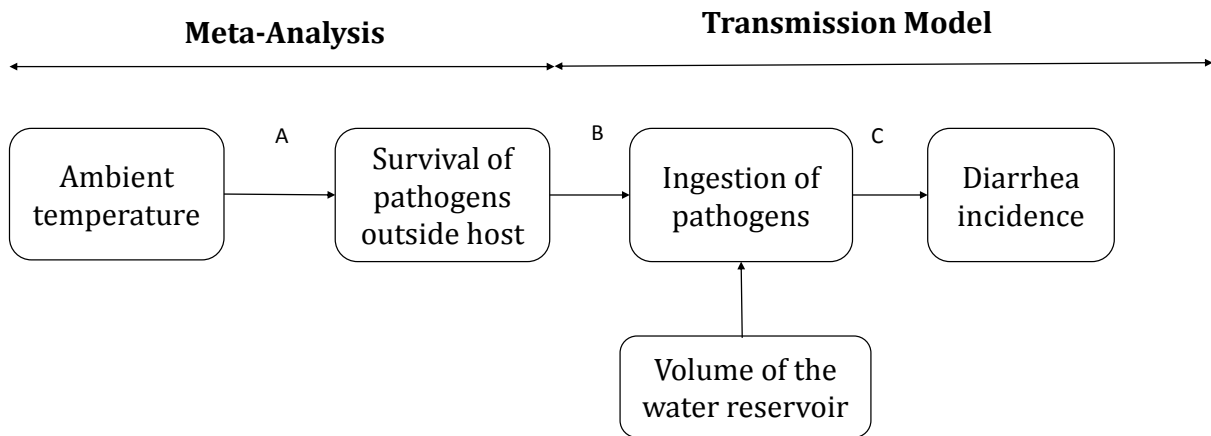 Meta-Analysis
Transmission Model
A
B
C
Ambient
temperature
Survival of
pathogens
outside host
Ingestion of
pathogens
Diarrhea
incidence
Volume of the
water reservoir